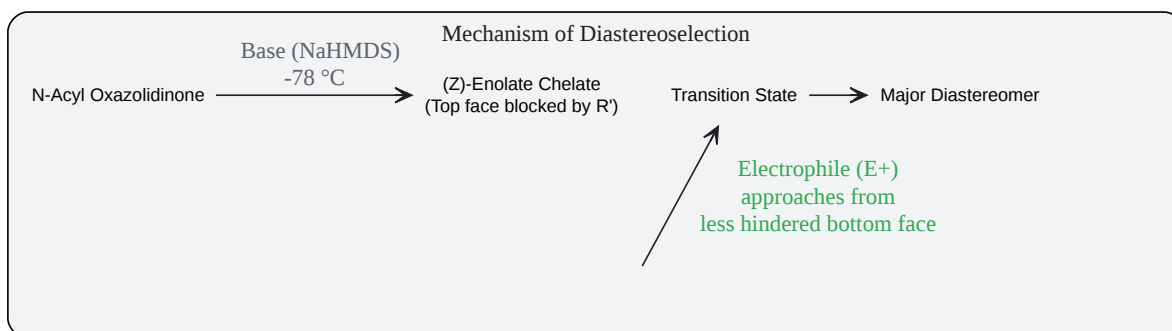 Mechanism of Diastereoselection
Base (NaHMDS)
-78 °C
N-Acyl Oxazolidinone
(Z)-Enolate Chelate
(Top face blocked by R')
Transition State
Major Diastereomer
Electrophile (E+)
approaches from
less hindered bottom face